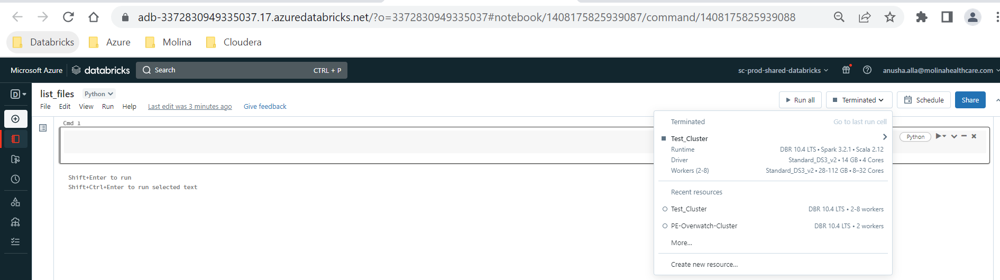 adb-3372830949335037.17.azuredatabricks.net/?o=3372830949335037#notebook/1408175825939087/command/1408175825939088
Databricks Azure Molina Cloudera
Microsoft Azure databricks Search CTRL + P sc-prod-shared-databricks anusha.alla@molinahealthcare.com
D
list_files Python
Run all Terminated Schedule Share
File Edit View Run Help Last edit was 3 minutes ago Give feedback
Cmd 1
Python
Shift+Enter to run
Shift+Ctrl+Enter to run selected text
Terminated Go to last run cell
Test_Cluster
Runtime DBR 10.4 LTS • Spark 3.2.1 • Scala 2.12
Driver Standard_DS3_v2 • 14 GB • 4 Cores
Workers (2-8) Standard_DS3_v2 • 28-112 GB • 8–32 Cores
Recent resources
Test_Cluster DBR 10.4 LTS • 2-8 workers
PE-Overwatch-Cluster DBR 10.4 LTS • 2 workers
More...
Create new resource...